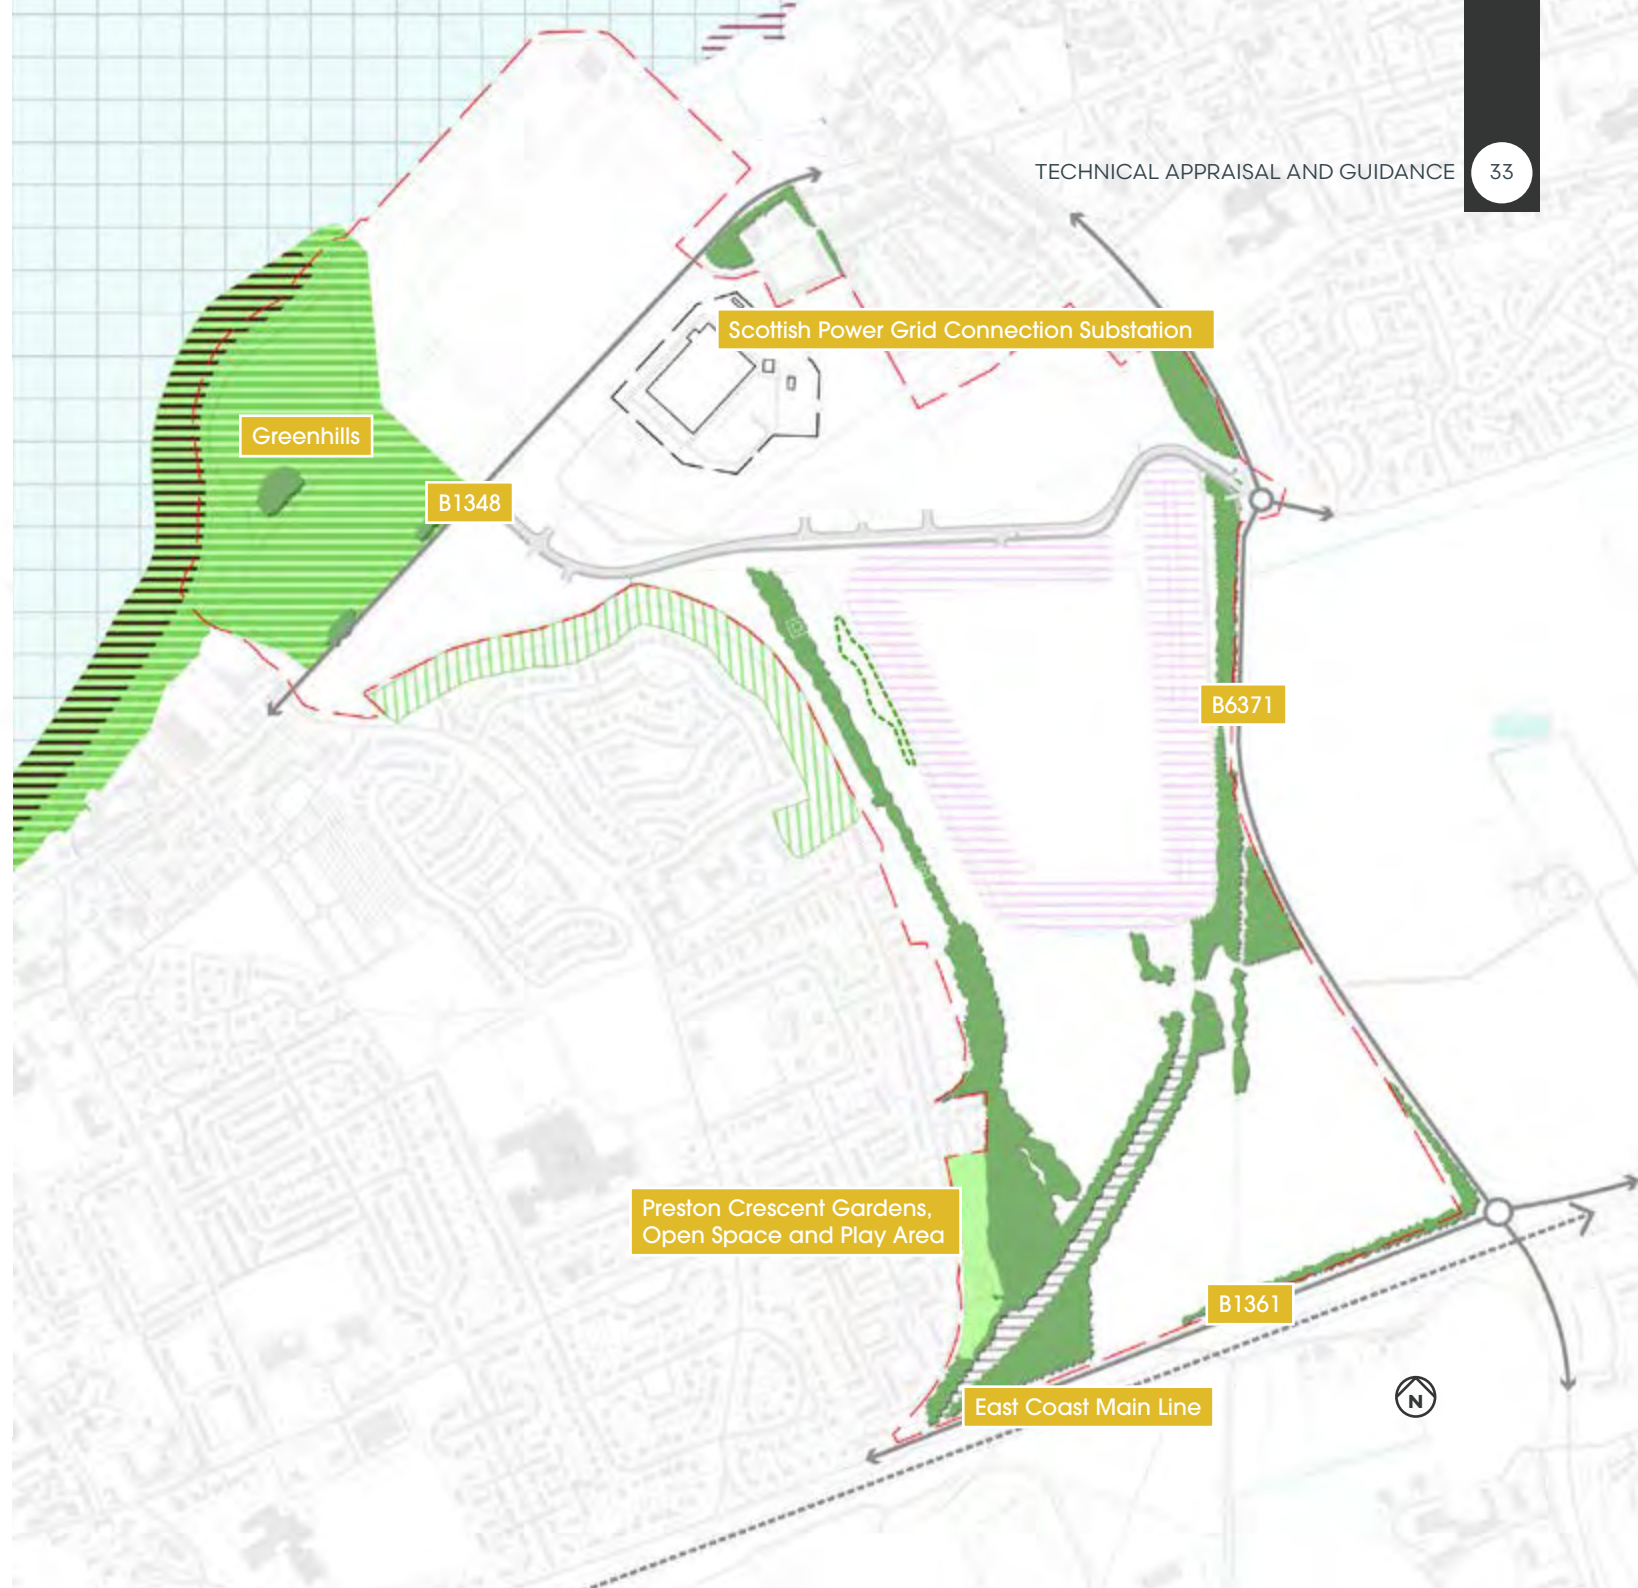 TECHNICAL APPRAISAL AND GUIDANCE 33
Scottish Power Grid Connection Substation
Greenhills
B1348
B6371
Preston Crescent Gardens,
Open Space and Play Area
B1361
East Coast Main Line
N